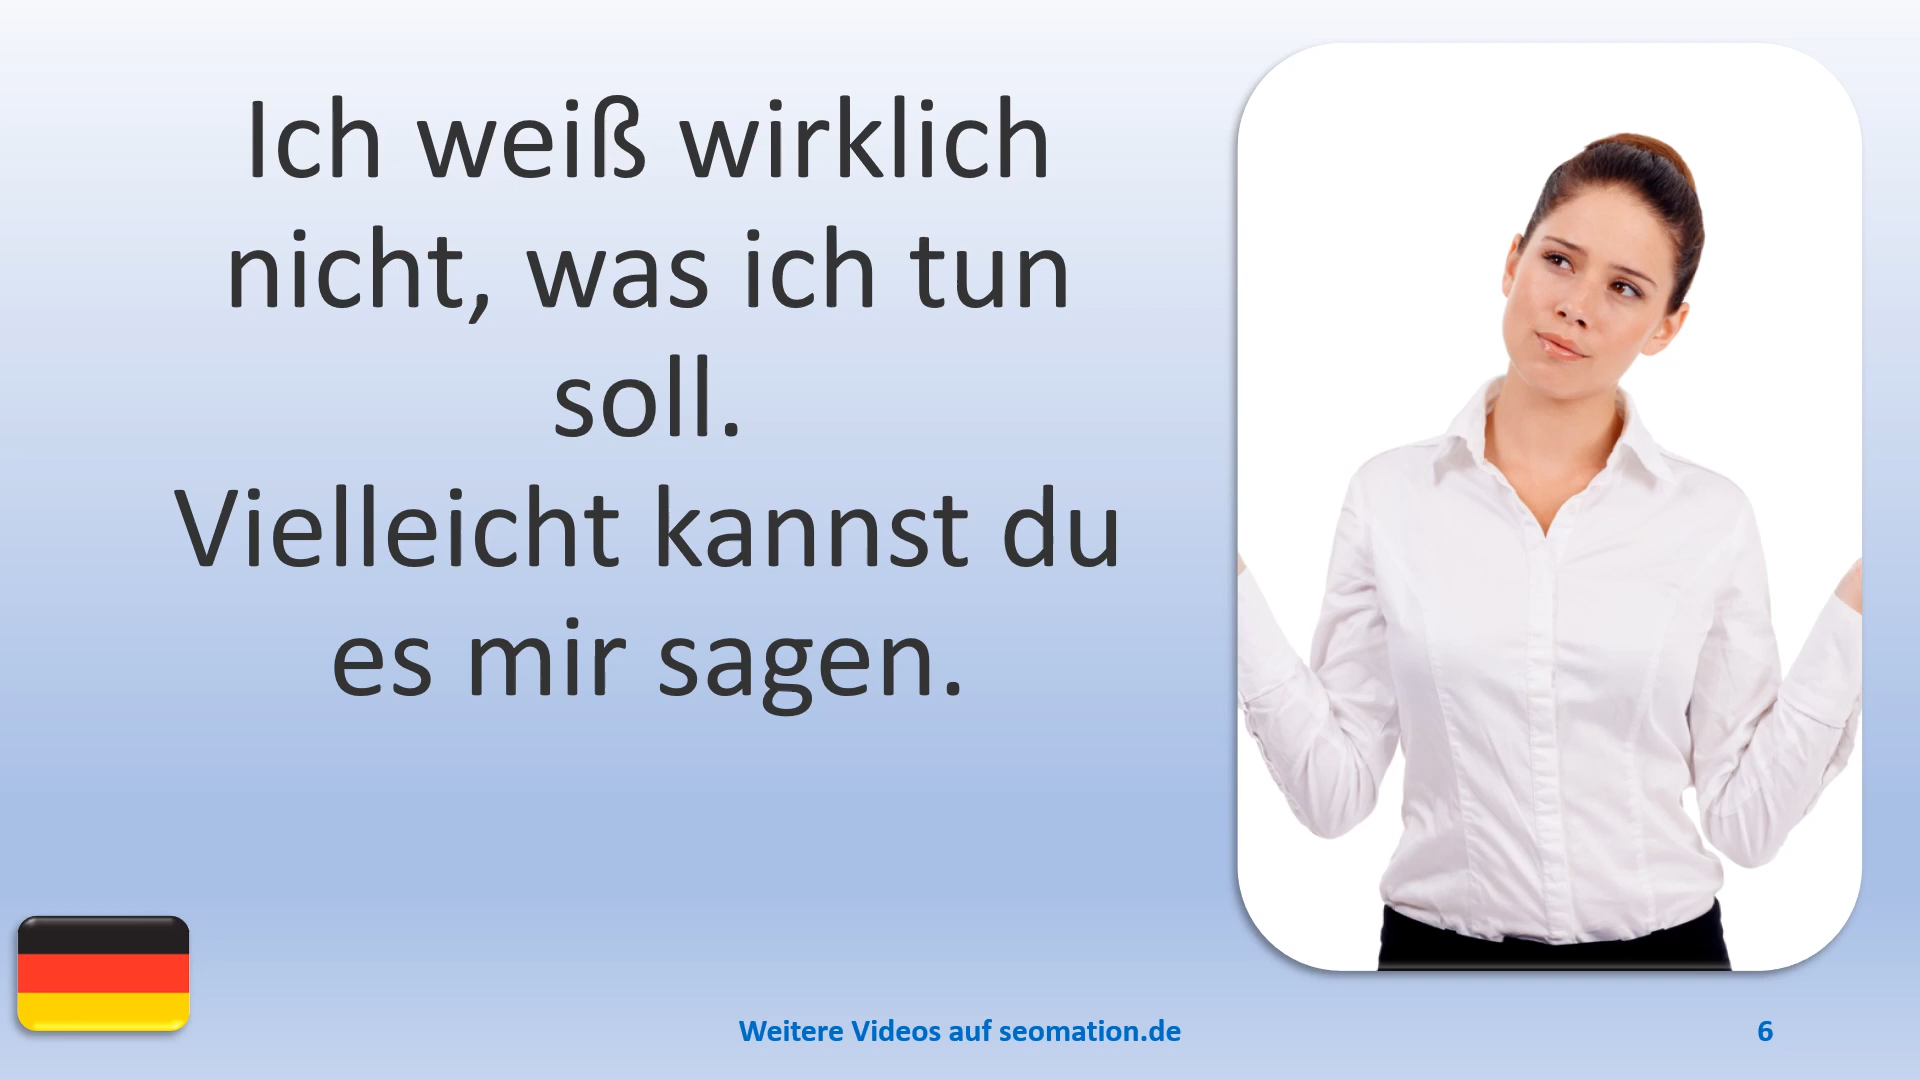 Ich weiß wirklich
nicht, was ich tun
soll.
Vielleicht kannst du
es mir sagen.
Weitere Videos auf seomation.de
6